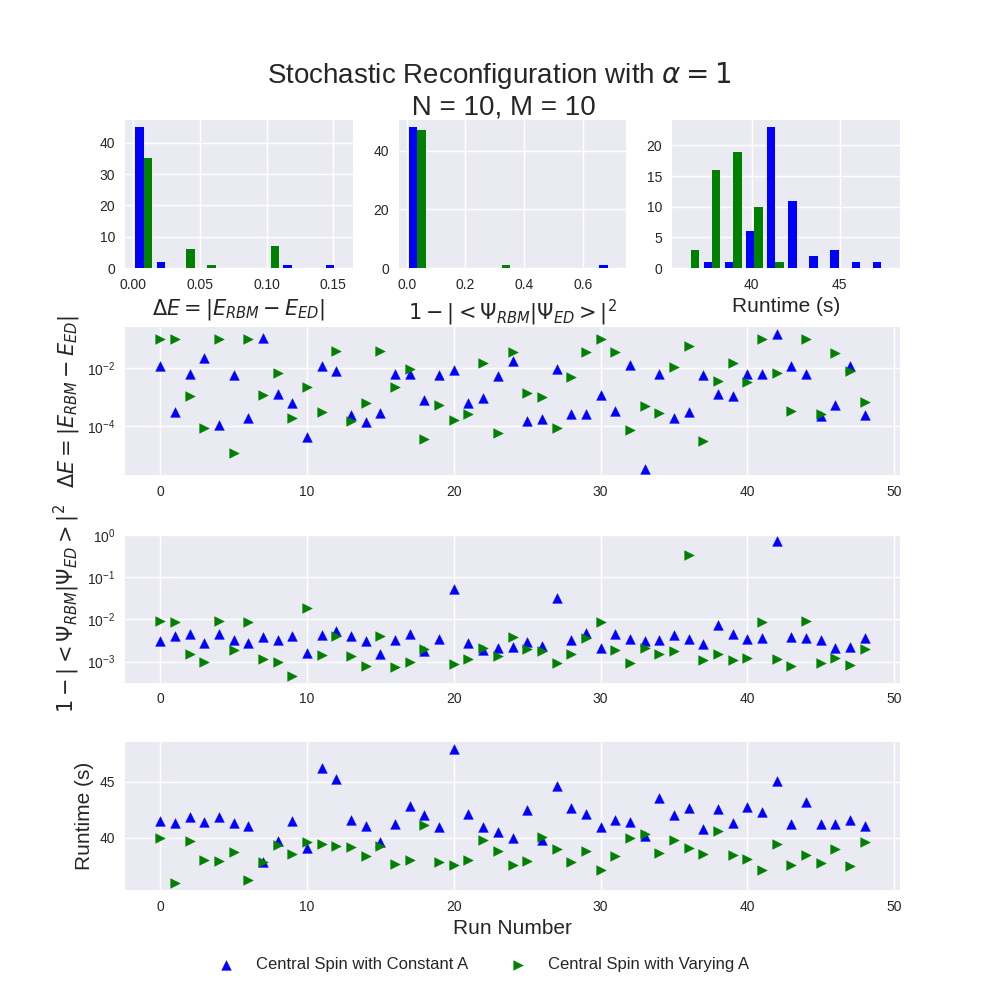 Stochastic Reconfiguration with α = 1
N = 10, M = 10
40
30
20
10
0
0.00 0.05 0.10 0.15
ΔE = |E_RBM − E_ED|
40
20
0
0.0 0.2 0.4 0.6
1 − | < Ψ_RBM|Ψ_ED > |²
20
15
10
5
0
40 45
Runtime (s)
ΔE = |E_RBM − E_ED|
10⁻²
10⁻⁴
0 10 20 30 40 50
1 − | < Ψ_RBM|Ψ_ED > |²
10⁰
10⁻¹
10⁻²
10⁻³
0 10 20 30 40 50
Runtime (s)
45
40
0 10 20 30 40 50
Run Number
Central Spin with Constant A Central Spin with Varying A